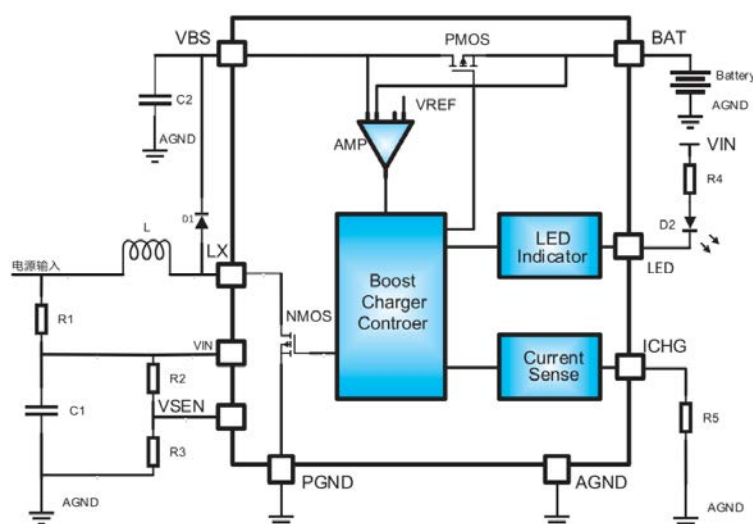 VBS
PMOS
BAT
C2
AGND
VREF
AMP
Battery
AGND
VIN
R4
D2
D1
L
LX
电源输入
LED
Indicator
LED
Boost
Charger
Controer
NMOS
R1
VIN
R2
VSEN
C1
R3
Current
Sense
ICHG
R5
AGND
PGND
AGND
AGND